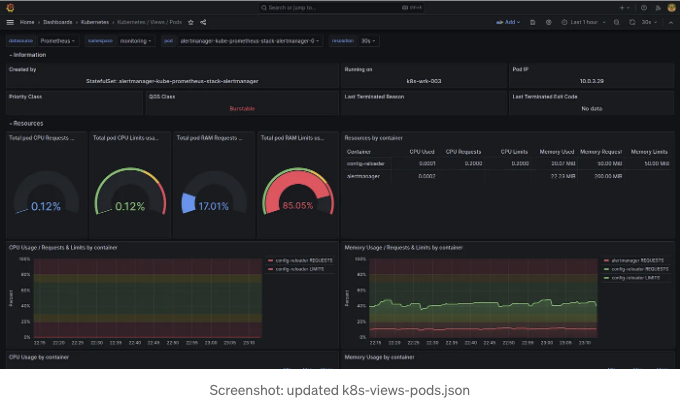 Search or jump to...
Home > Dashboards > Kubernetes > Kubernetes / Views / Pods
Add
Last 1 hour
30s
datasource Prometheus namespace monitoring pod alertmanager-kube-prometheus-stack-alertmanager-0 resolution 30s
Information
Created by
StatefulSet: alertmanager-kube-prometheus-stack-alertmanager
Running on
k8s-wrk-003
Pod IP
10.0.3.29
Priority Class
QOS Class
Burstable
Last Terminated Reason
Last Terminated Exit Code
No data
Resources
Total pod CPU Requests ...
0.12%
Total pod CPU Limits usa...
0.12%
Total pod RAM Requests ...
17.01%
Total pod RAM Limits us...
85.05%
Resources by container
Container CPU Used CPU Requests CPU Limits Memory Used Memory Request Memory Limits
config-reloader 0.0001 0.2000 0.2000 20.07 MiB 50.00 MiB 50.00 MiB
alertmanager 0.0002 22.23 MiB 200.00 MiB
CPU Usage / Requests & Limits by container
Percent
100%
80%
60%
40%
20%
0%
22:15 22:20 22:25 22:30 22:35 22:40 22:45 22:50 22:55 23:00 23:05 23:10
config-reloader REQUESTS
config-reloader LIMITS
Memory Usage / Requests & Limits by container
Percent
100%
80%
60%
40%
20%
0%
22:15 22:20 22:25 22:30 22:35 22:40 22:45 22:50 22:55 23:00 23:05 23:10
alertmanager REQUESTS
config-reloader REQUESTS
config-reloader LIMITS
CPU Usage by container
Memory Usage by container
Screenshot: updated k8s-views-pods.json